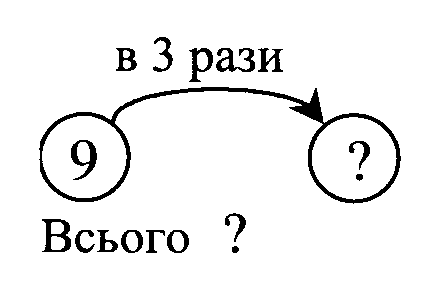 в 3 рази
9 ?
Всього ?